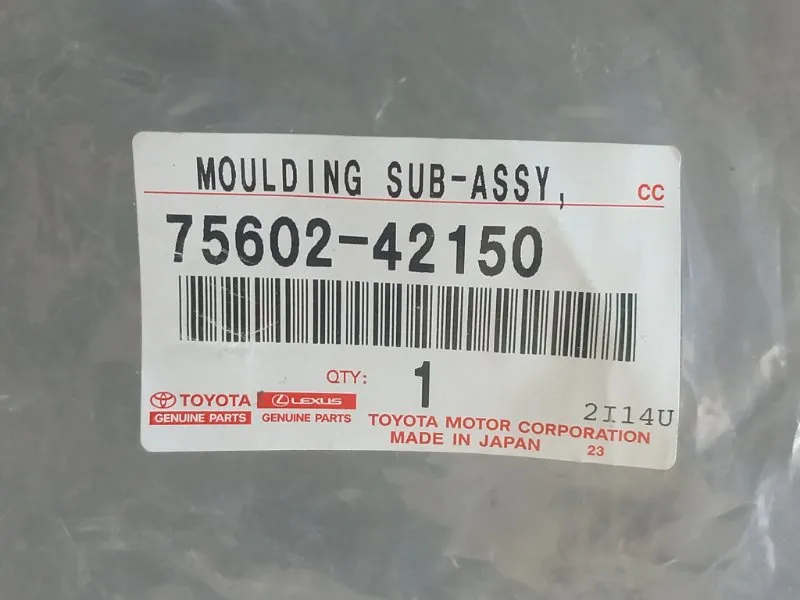 MOULDING SUB-ASSY,
CC
75602-42150
QTY: 1
2I14U
TOYOTA LEXUS
GENUINE PARTS GENUINE PARTS
TOYOTA MOTOR CORPORATION
MADE IN JAPAN 23